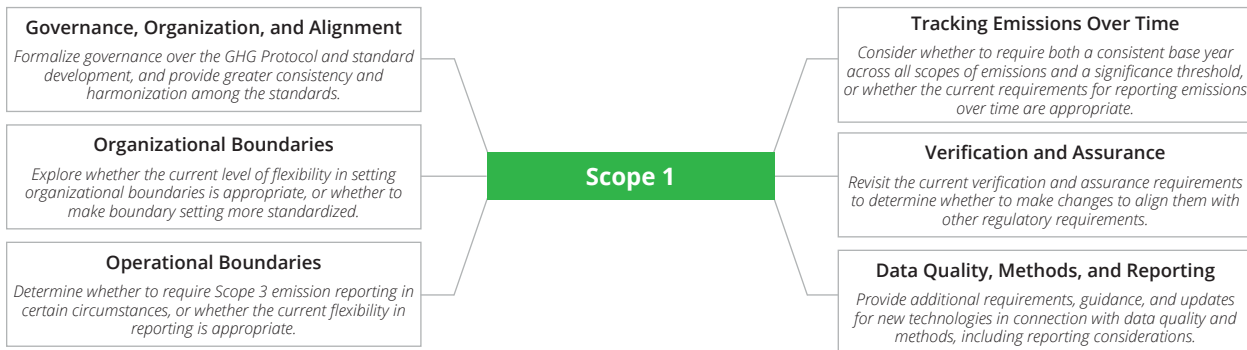 Governance, Organization, and Alignment
Formalize governance over the GHG Protocol and standard
development, and provide greater consistency and
harmonization among the standards.
Organizational Boundaries
Explore whether the current level of flexibility in setting
organizational boundaries is appropriate, or whether to
make boundary setting more standardized.
Operational Boundaries
Determine whether to require Scope 3 emission reporting in
certain circumstances, or whether the current flexibility in
reporting is appropriate.
Scope 1
Tracking Emissions Over Time
Consider whether to require both a consistent base year
across all scopes of emissions and a significance threshold,
or whether the current requirements for reporting emissions
over time are appropriate.
Verification and Assurance
Revisit the current verification and assurance requirements
to determine whether to make changes to align them with
other regulatory requirements.
Data Quality, Methods, and Reporting
Provide additional requirements, guidance, and updates
for new technologies in connection with data quality and
methods, including reporting considerations.